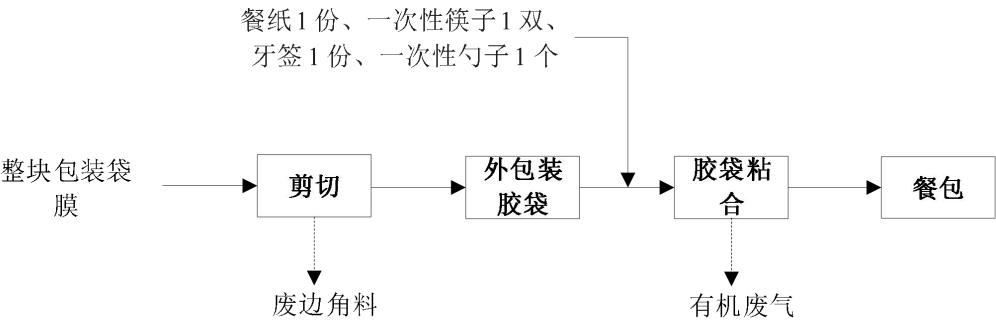 餐纸 1 份、一次性筷子 1 双、
牙签 1 份、一次性勺子 1 个
整块包装袋
膜
剪切
外包装
胶袋
胶袋粘
合
餐包
废边角料
有机废气